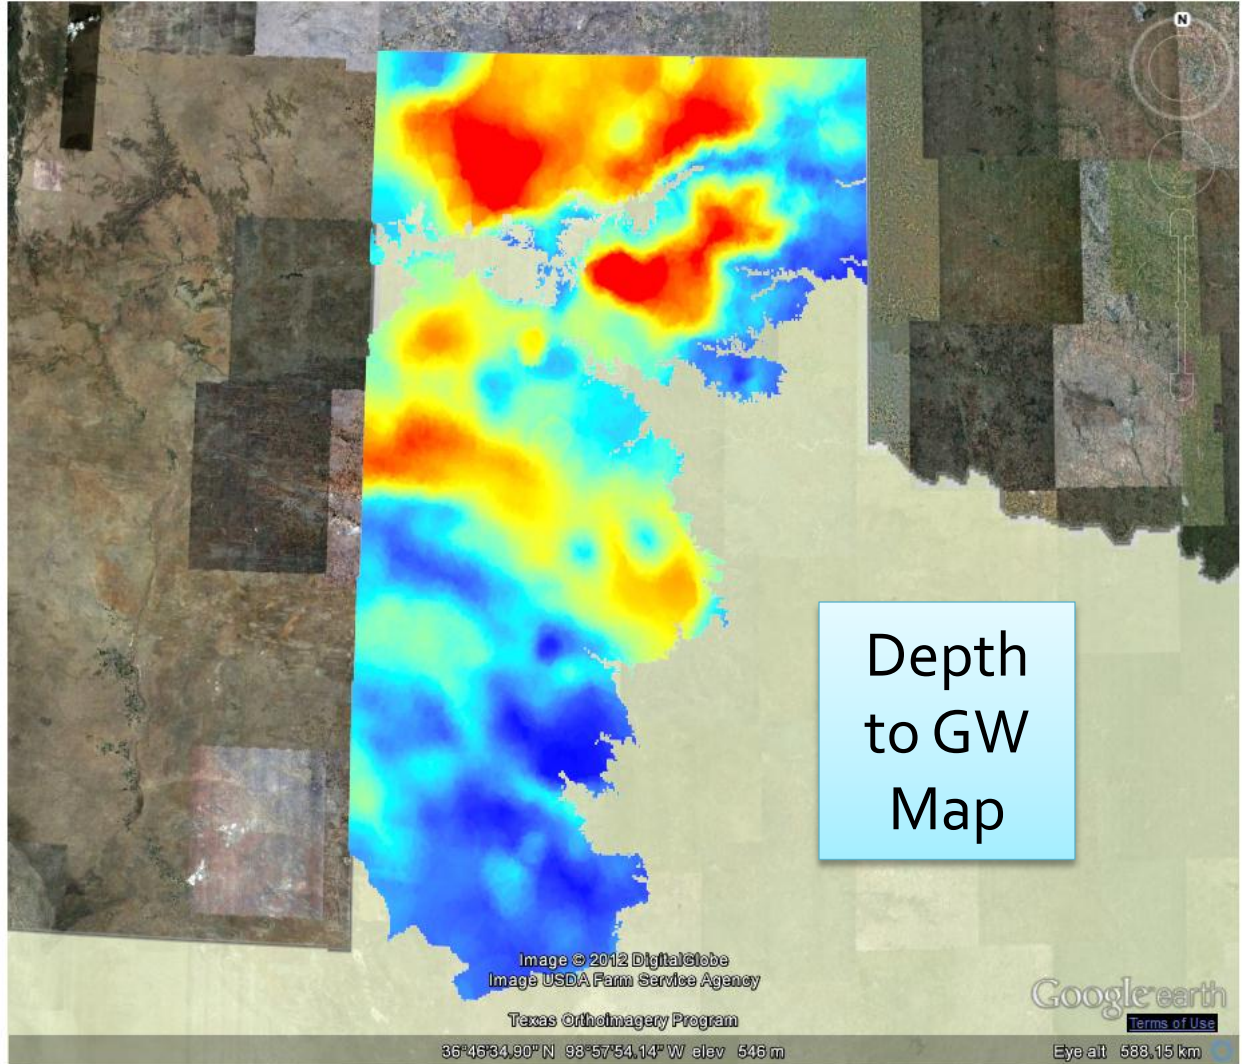 N
Depth
to GW
Map
Image © 2012 DigitalGlobe
Image USDA Farm Service Agency
Texas Orthoimagery Program
Google earth
Terms of Use
36°46'34.90" N 98°57'54.14" W elev 546 m
Eye alt 588.15 km